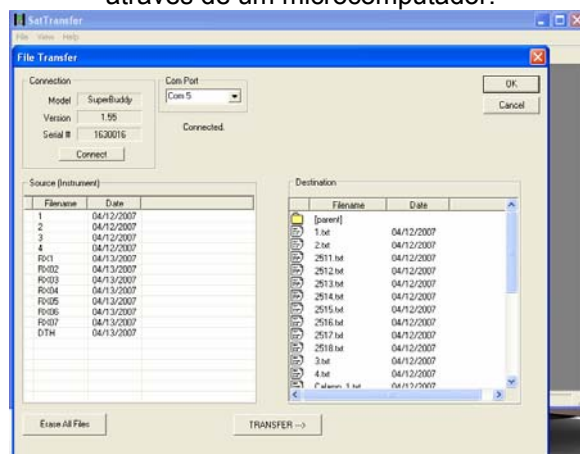 através de um microcomputador.
SatTransfer
File View Help
File Transfer
Connection
Com Port
OK
Model SuperBuddy
Com 5
Cancel
Version 1.55
Connected.
Serial # 1630016
Connect
Source (Instrument)
Destination
Filename Date
Filename Date
1 04/12/2007
[parent]
2 04/12/2007
1.txt 04/12/2007
3 04/12/2007
2.txt 04/12/2007
4 04/12/2007
2511.txt 04/12/2007
RX1 04/13/2007
2512.txt 04/12/2007
RX02 04/13/2007
2513.txt 04/12/2007
RX03 04/13/2007
2514.txt 04/12/2007
RX04 04/13/2007
2515.txt 04/12/2007
RX05 04/13/2007
2516.txt 04/12/2007
RX06 04/13/2007
2517.txt 04/12/2007
RX07 04/13/2007
2518.txt 04/12/2007
DTH 04/13/2007
3.txt 04/12/2007
4.txt 04/12/2007
04/12/2007
Erase All Files
TRANSFER -->